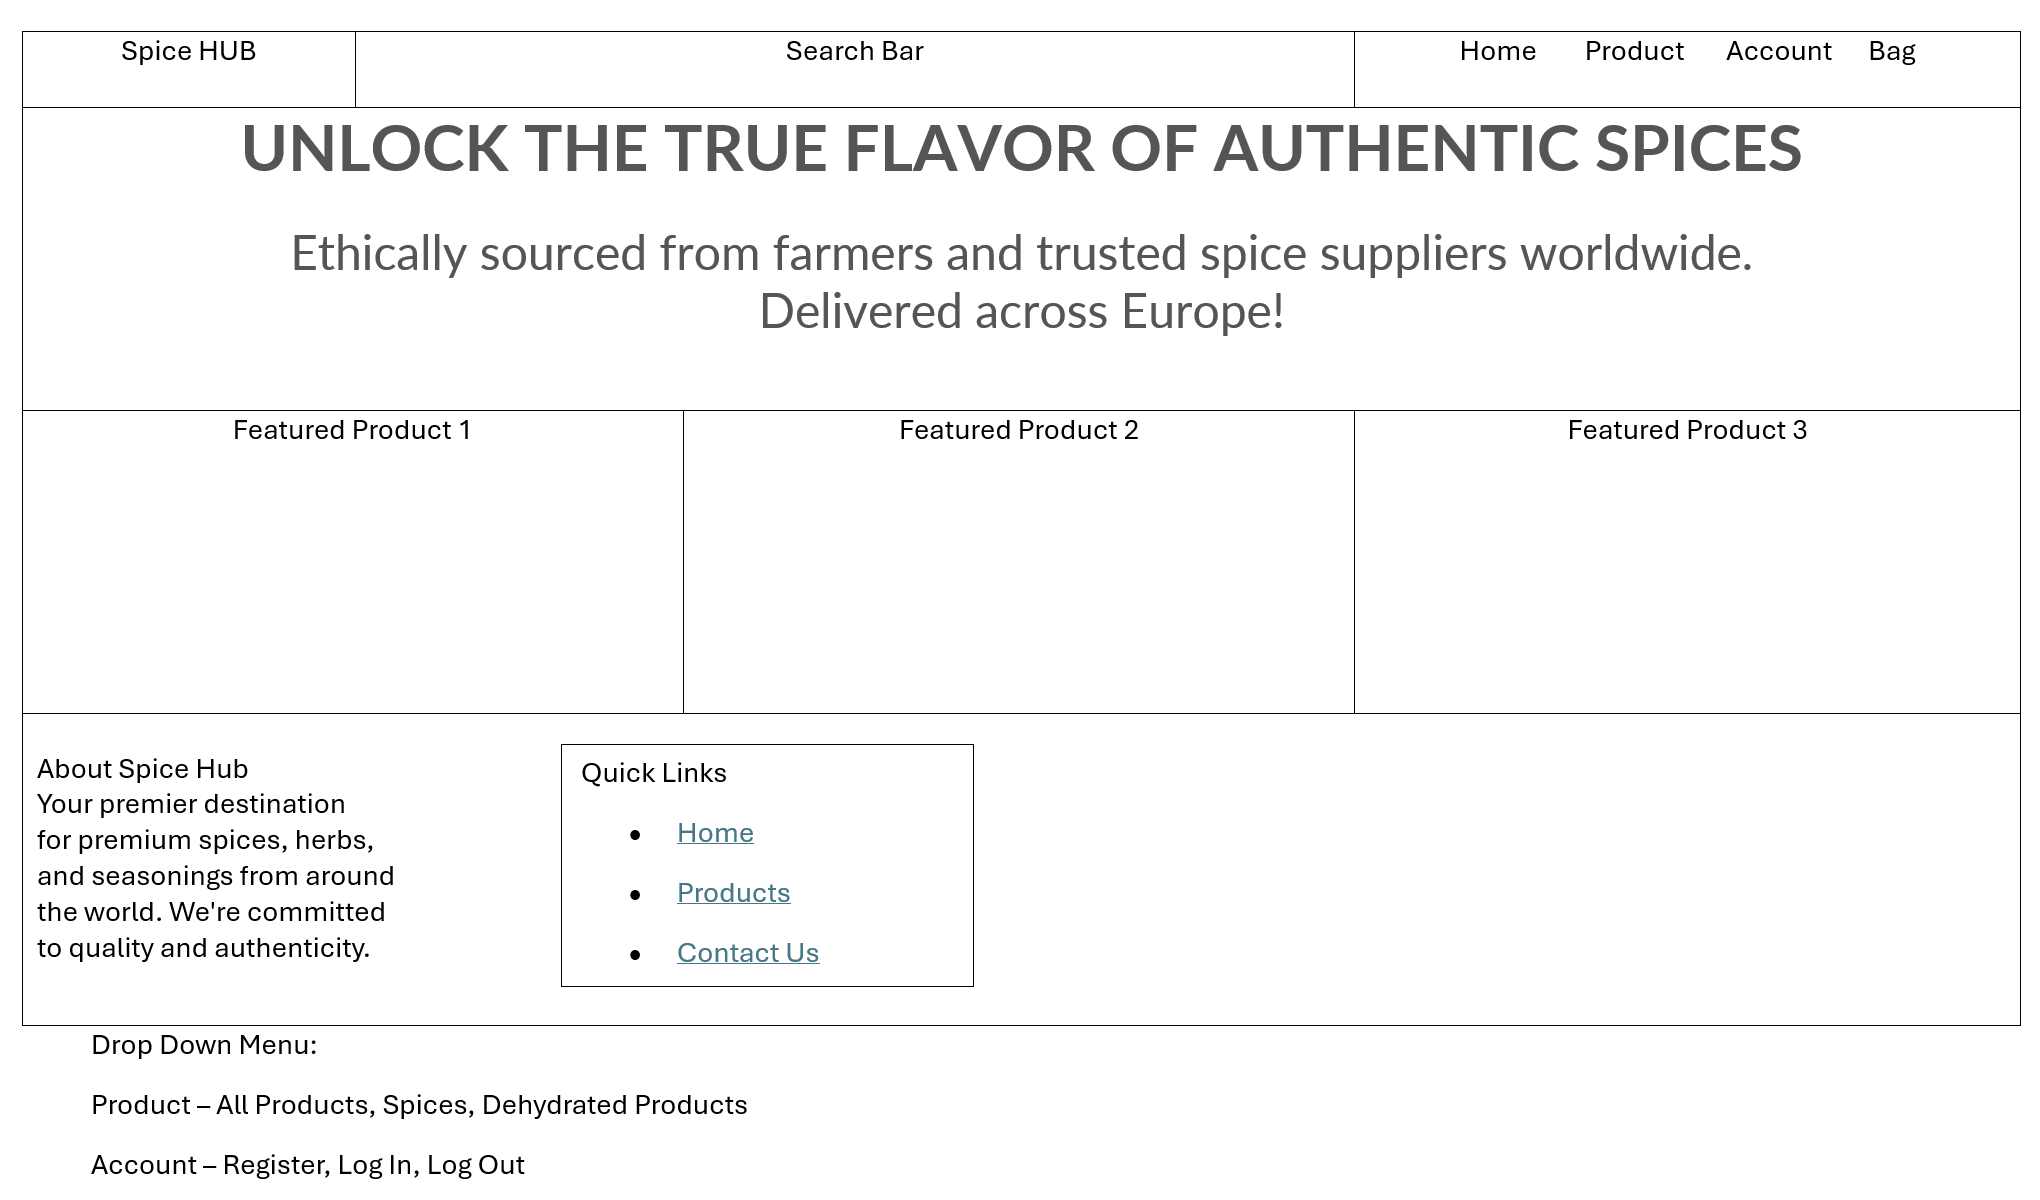 Spice HUB
Search Bar
Home Product Account Bag
UNLOCK THE TRUE FLAVOR OF AUTHENTIC SPICES
Ethically sourced from farmers and trusted spice suppliers worldwide.
Delivered across Europe!
Featured Product 1
Featured Product 2
Featured Product 3
About Spice Hub
Your premier destination
for premium spices, herbs,
and seasonings from around
the world. We're committed
to quality and authenticity.
Quick Links
• Home
• Products
• Contact Us
Drop Down Menu:
Product – All Products, Spices, Dehydrated Products
Account – Register, Log In, Log Out